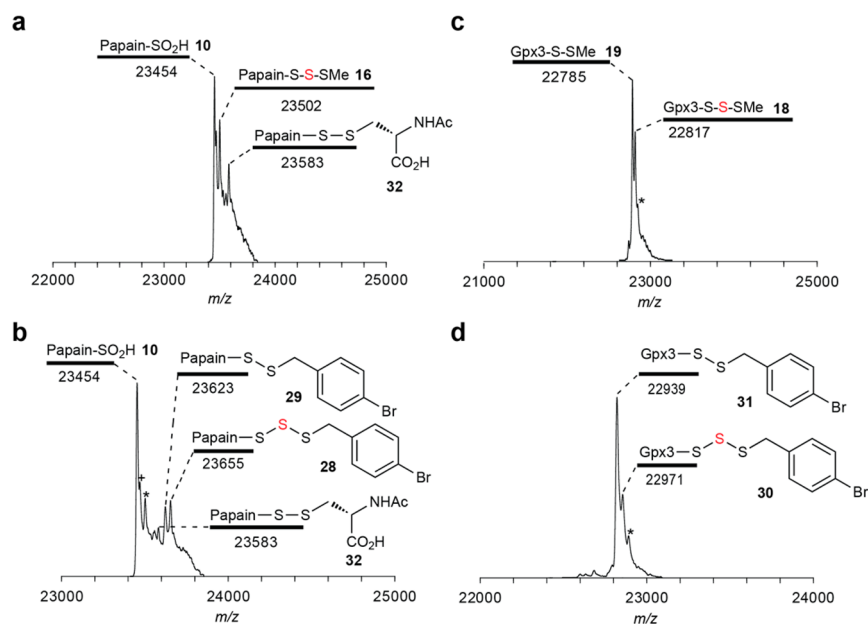 a
Papain-SO2H 10
23454
Papain-S-S-SMe 16
23502
Papain S S NHAc
23583
CO2H
32
22000 23000 24000 25000
m/z
c
Gpx3-S-SMe 19
22785
Gpx3-S-S-SMe 18
22817
*
21000 23000 25000
m/z
b
Papain-SO2H 10
23454
Papain S S
23623
29
Br
Papain S S S
23655
28
Br
Papain S S NHAc
23583
CO2H
32
+
*
23000 24000 25000
m/z
d
Gpx3 S S
22939
31
Br
Gpx3 S S S
22971
30
Br
*
22000 23000 24000
m/z